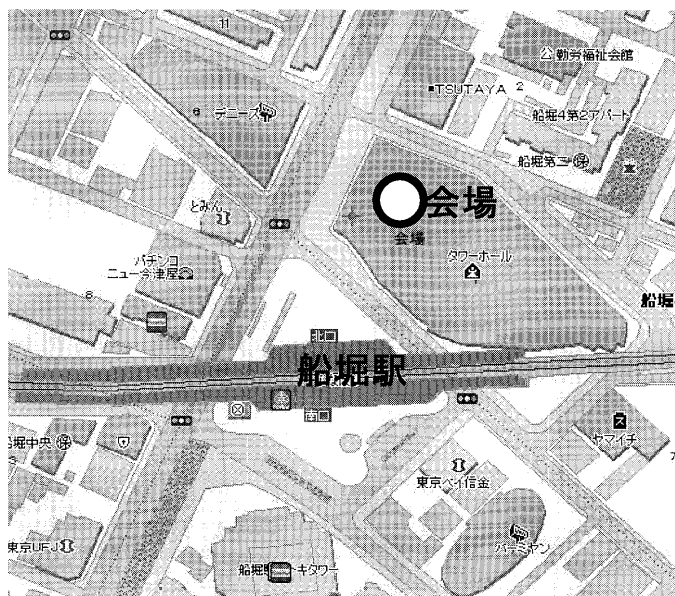 11
公 勤労福祉会館
TSUTAYA 2
デニーズ
6
船堀4第2アパート
船堀第二
会場
とみん
会場
パチンコ
ニュー今津屋
タワーホール
8
船堀
北口
船堀駅
南口
船堀中央
ヤマイチ
7
東京ベイ信金
東京UFJ
バーミヤン
キタワー